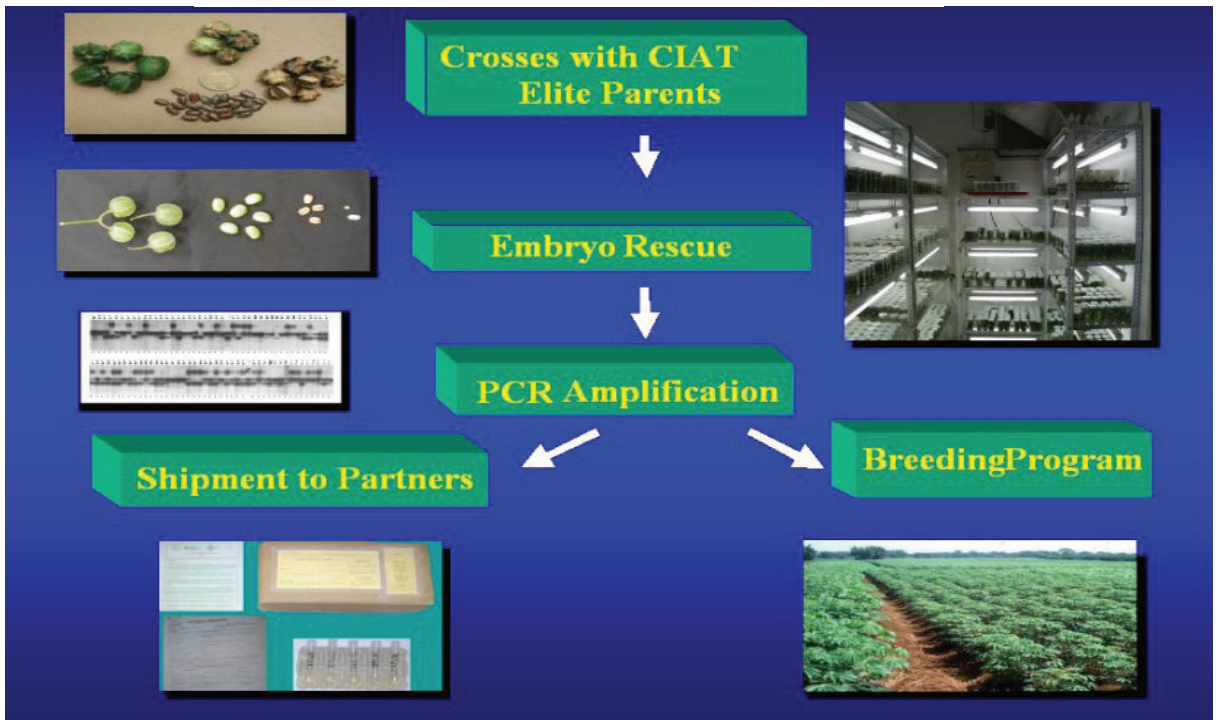 Crosses with CIAT
Elite Parents
Embryo Rescue
PCR Amplification
Shipment to Partners
BreedingProgram